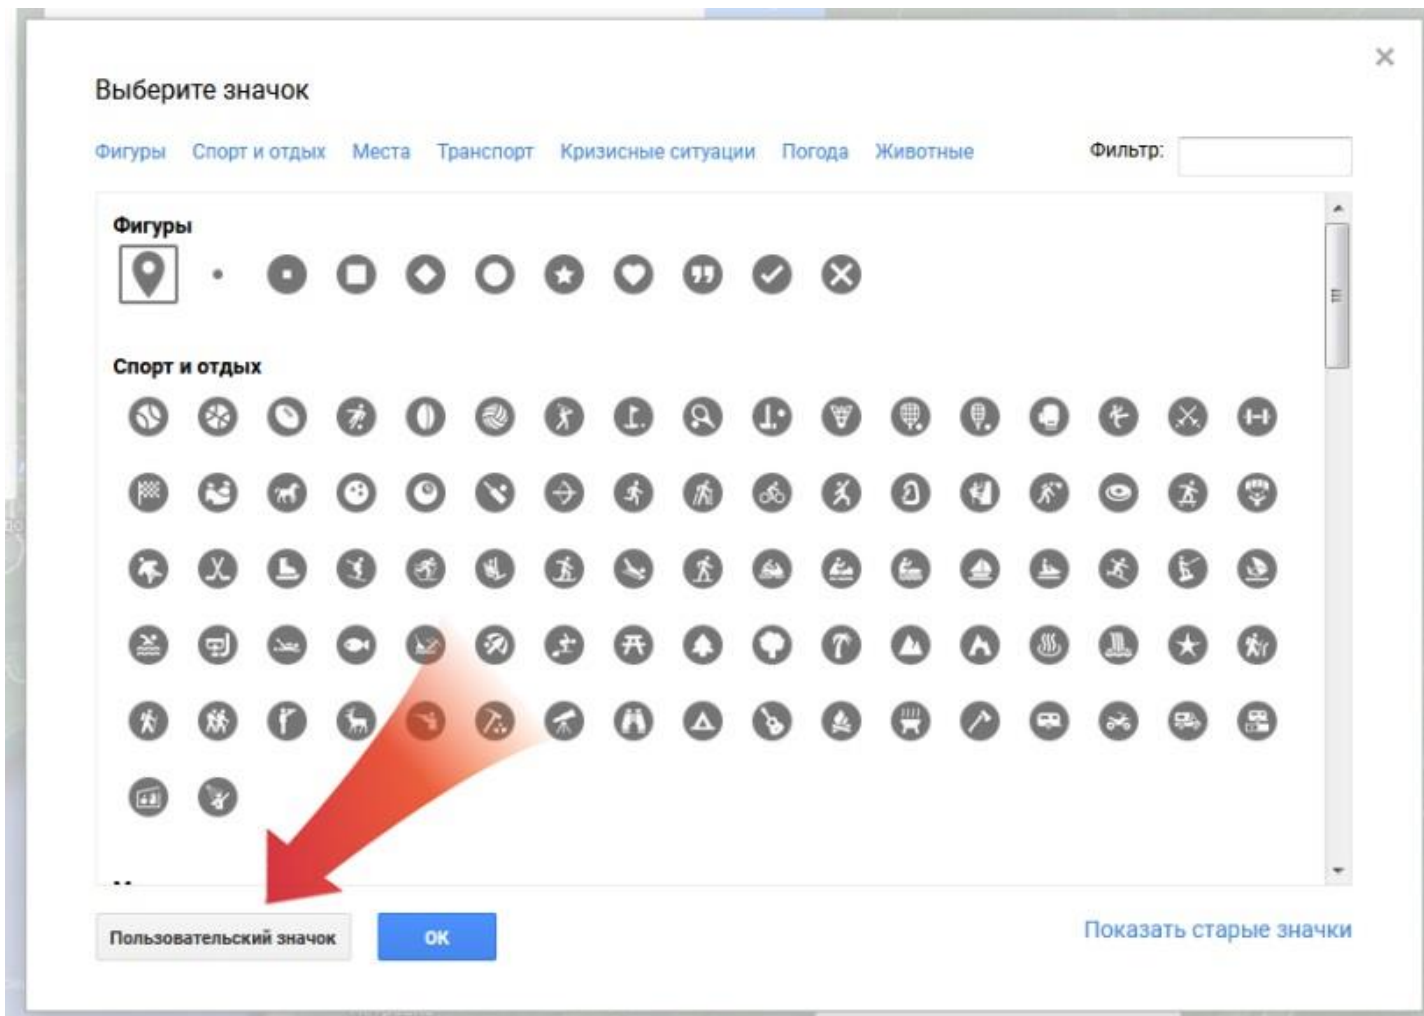 Выберите значок
Фигуры Спорт и отдых Места Транспорт Кризисные ситуации Погода Животные Фильтр:
Фигуры
Спорт и отдых
Пользовательский значок ОК Показать старые значки